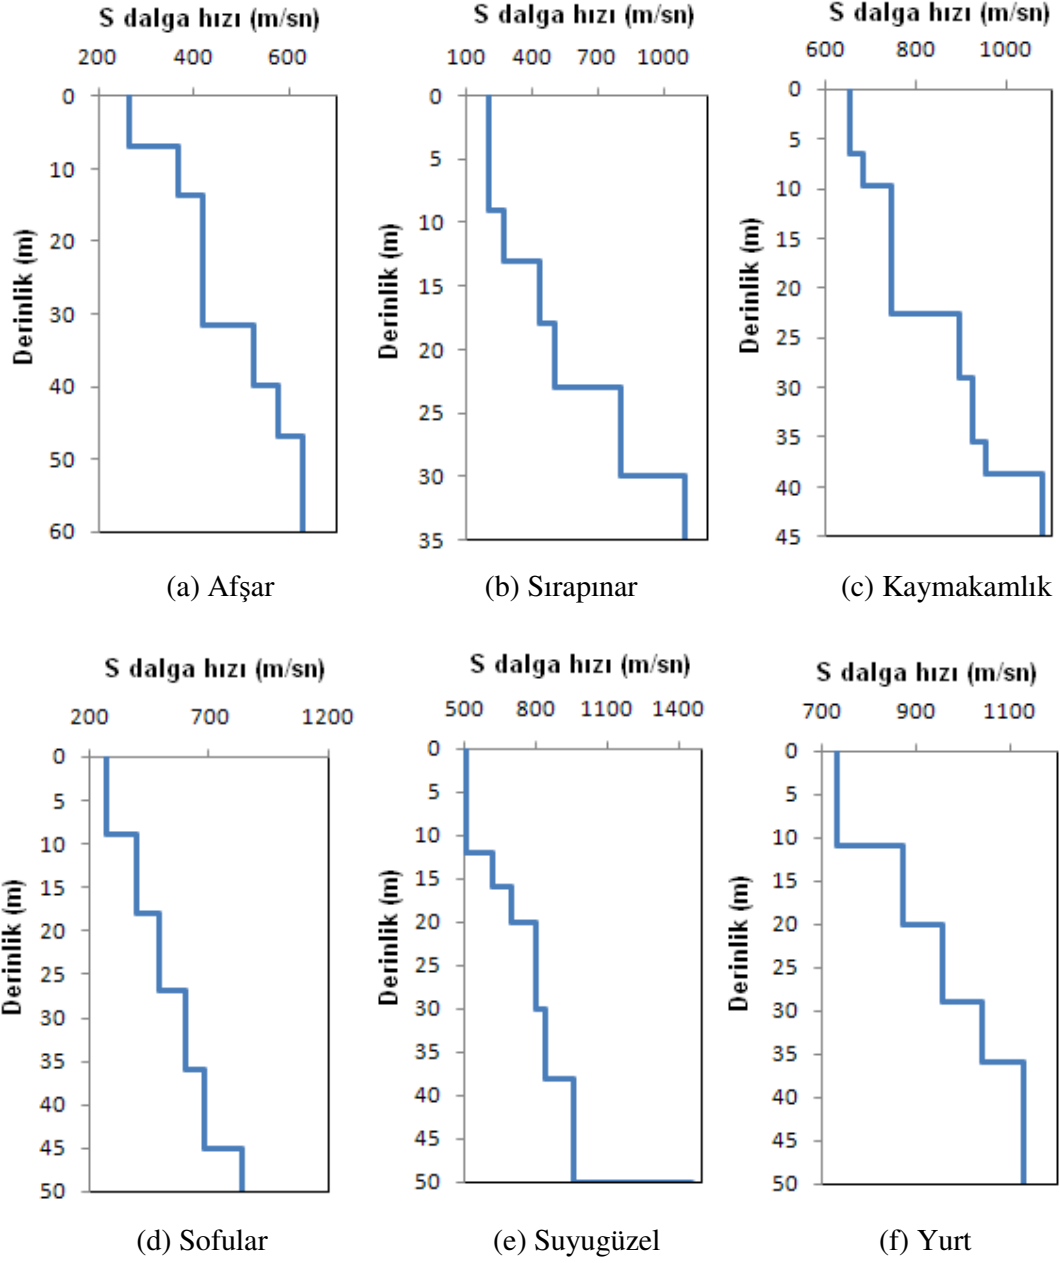 S dalga hızı (m/sn)
200 400 600
0
10
20
30
40
50
60
Derinlik (m)
(a) Afşar
S dalga hızı (m/sn)
100 400 700 1000
0
5
10
15
20
25
30
35
Derinlik (m)
(b) Sırapınar
S dalga hızı (m/sn)
600 800 1000
0
5
10
15
20
25
30
35
40
45
Derinlik (m)
(c) Kaymakamlık
S dalga hızı (m/sn)
200 700 1200
0
5
10
15
20
25
30
35
40
45
50
Derinlik (m)
(d) Sofular
S dalga hızı (m/sn)
500 800 1100 1400
0
5
10
15
20
25
30
35
40
45
50
Derinlik (m)
(e) Suyugüzel
S dalga hızı (m/sn)
700 900 1100
0
5
10
15
20
25
30
35
40
45
50
Derinlik (m)
(f) Yurt